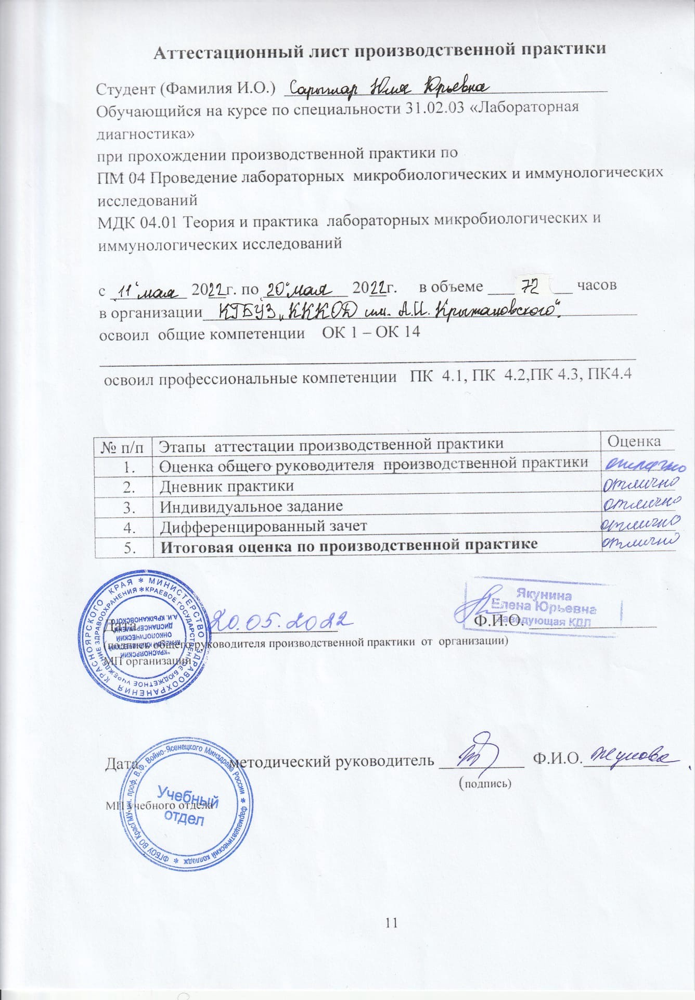 Аттестационный лист производственной практики
Студент (Фамилия И.О.) Сарыглар Юлия Юрьевна
Обучающийся на курсе по специальности 31.02.03 «Лабораторная
диагностика»
при прохождении производственной практики по
ПМ 04 Проведение лабораторных микробиологических и иммунологических
исследований
МДК 04.01 Теория и практика лабораторных микробиологических и
иммунологических исследований
с „11“ мая 2022г. по „20“ мая 2022г. в объеме 72 часов
в организации КГБУЗ „КККОД им. А.И. Крыжановского“.
освоил общие компетенции ОК 1 – ОК 14
освоил профессиональные компетенции ПК 4.1, ПК 4.2,ПК 4.3, ПК4.4
№ п/п Этапы аттестации производственной практики Оценка
1. Оценка общего руководителя производственной практики отлично
2. Дневник практики отлично
3. Индивидуальное задание отлично
4. Дифференцированный зачет отлично
5. Итоговая оценка по производственной практике отлично
МИНИСТЕРСТВО ЗДРАВООХРАНЕНИЯ КРАСНОЯРСКОГО КРАЯ *
КРАЕВОЕ ГОСУДАРСТВЕННОЕ БЮДЖЕТНОЕ УЧРЕЖДЕНИЕ ЗДРАВООХРАНЕНИЯ *
"КРАСНОЯРСКИЙ
КРАЕВОЙ КЛИНИЧЕСКИЙ
ОНКОЛОГИЧЕСКИЙ
ДИСПАНСЕР ИМЕНИ
А.И. КРЫЖАНОВСКОГО"
Якунина
Елена Юрьевна
Заведующая КДЛ
Дата 20.05.2022 Ф.И.О.
(подпись общего руководителя производственной практики от организации)
МП организации
Дата методический руководитель Ф.И.О. Жукова
(подпись)
МП учебного отдела
ФГБОУ ВО КрасГМУ им. проф. В.Ф. Войно-Ясенецкого Минздрава России * Фармацевтический колледж *
Учебный
отдел
11